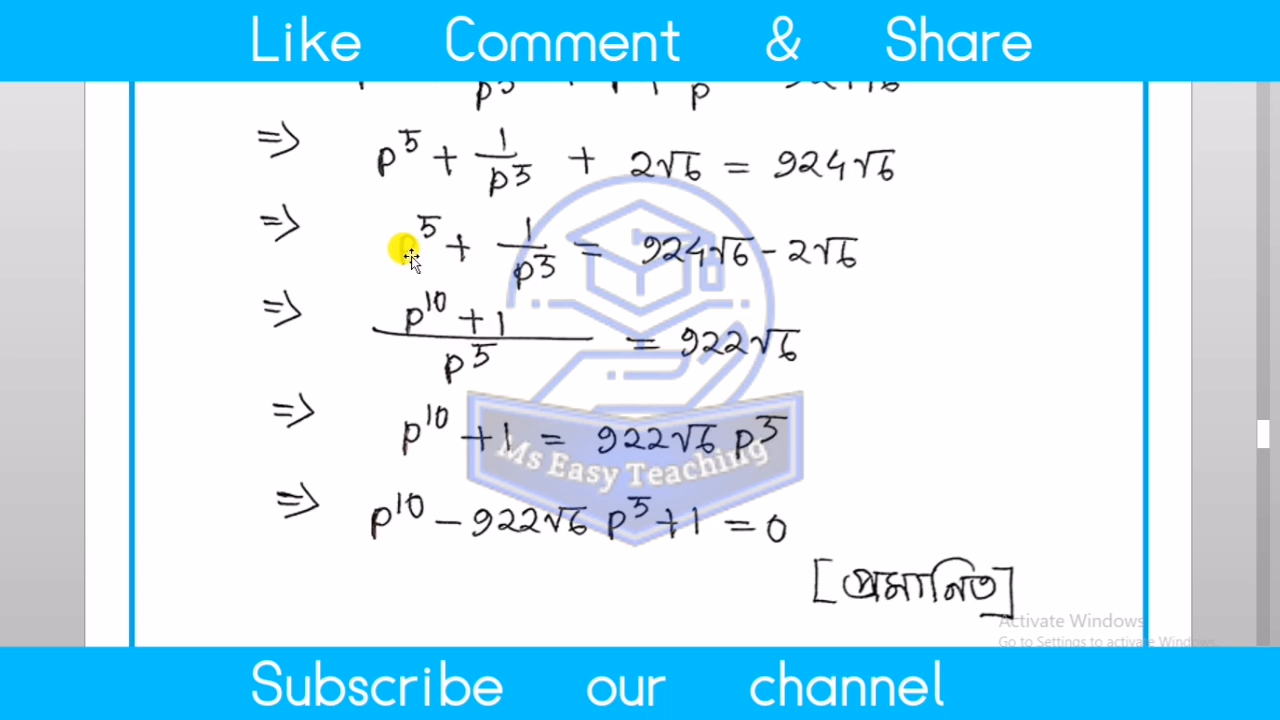 Like Comment & Share
=> p⁵ + 1/p⁵ + 2√6 = 924√6
=> p⁵ + 1/p⁵ = 924√6 - 2√6
=> (p¹⁰ + 1)/p⁵ = 922√6
=> p¹⁰ + 1 = 922√6 p⁵
=> p¹⁰ - 922√6 p⁵ + 1 = 0
[প্রমানিত]
Ms Easy Teaching
Activate Windows
Go to Settings to activate Windows.
Subscribe our channel